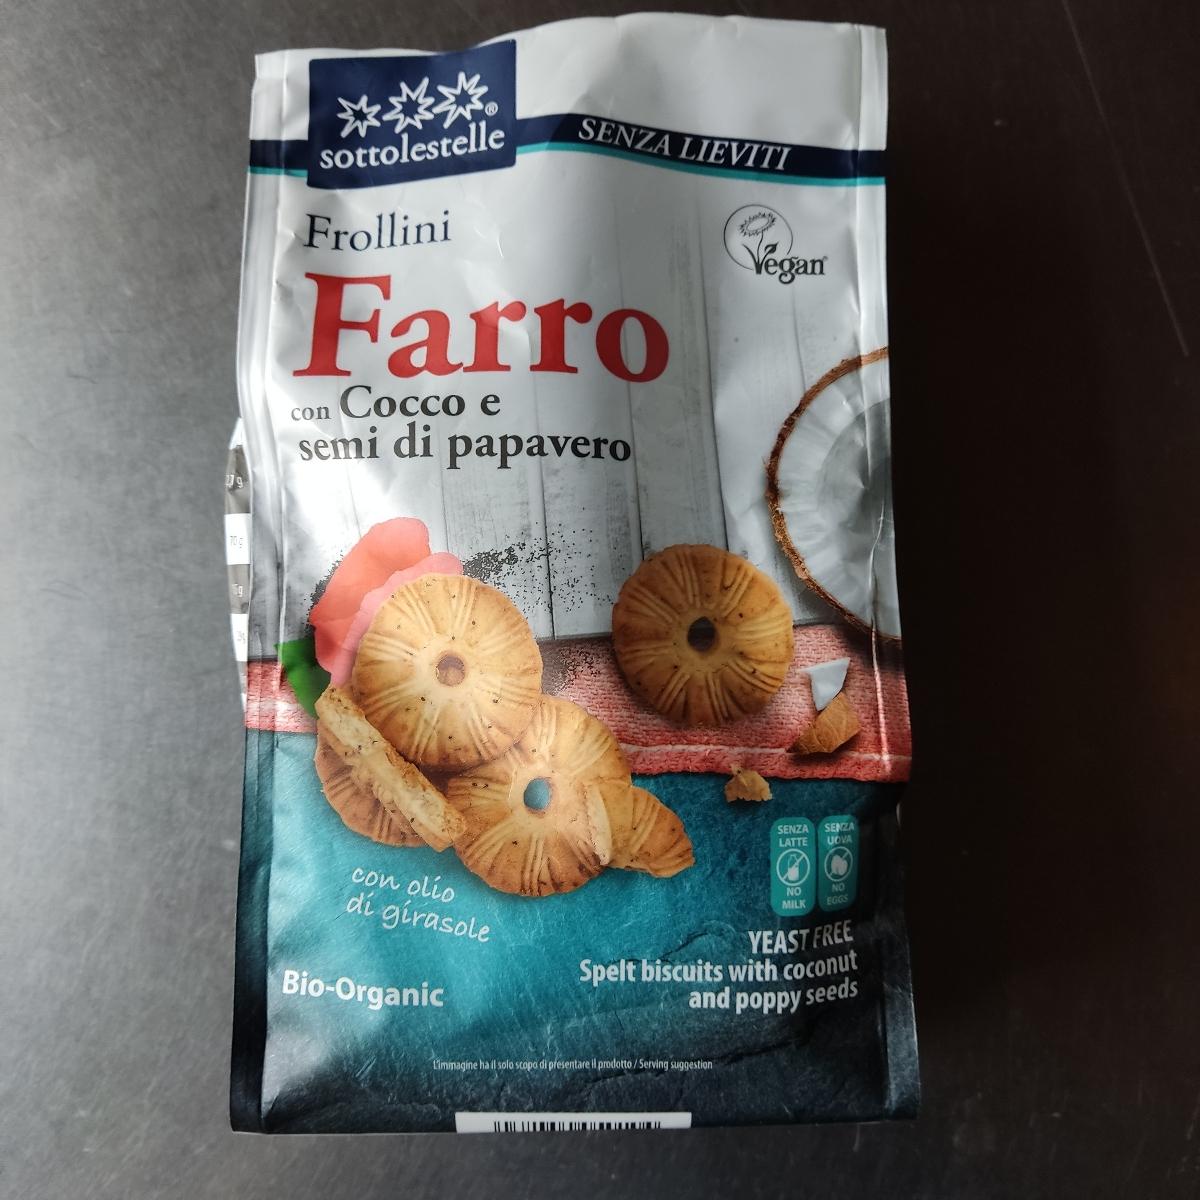 sottolestelle®
SENZA LIEVITI
Frollini
Vegan
Farro
con Cocco e
semi di papavero
70 g
con olio
di girasole
SENZA
LATTE
NO
MILK
SENZA
UOVA
NO
EGGS
YEAST FREE
Spelt biscuits with coconut
and poppy seeds
Bio-Organic
L'immagine ha il solo scopo di presentare il prodotto / Serving suggestion